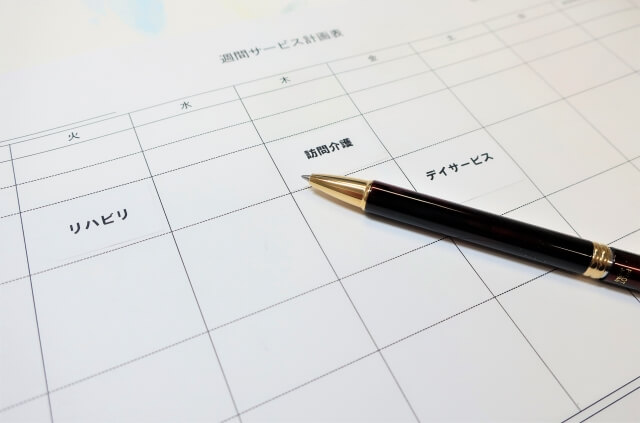 週間サービス計画表
火 水 木 金 土
リハビリ
訪問介護
デイサービス